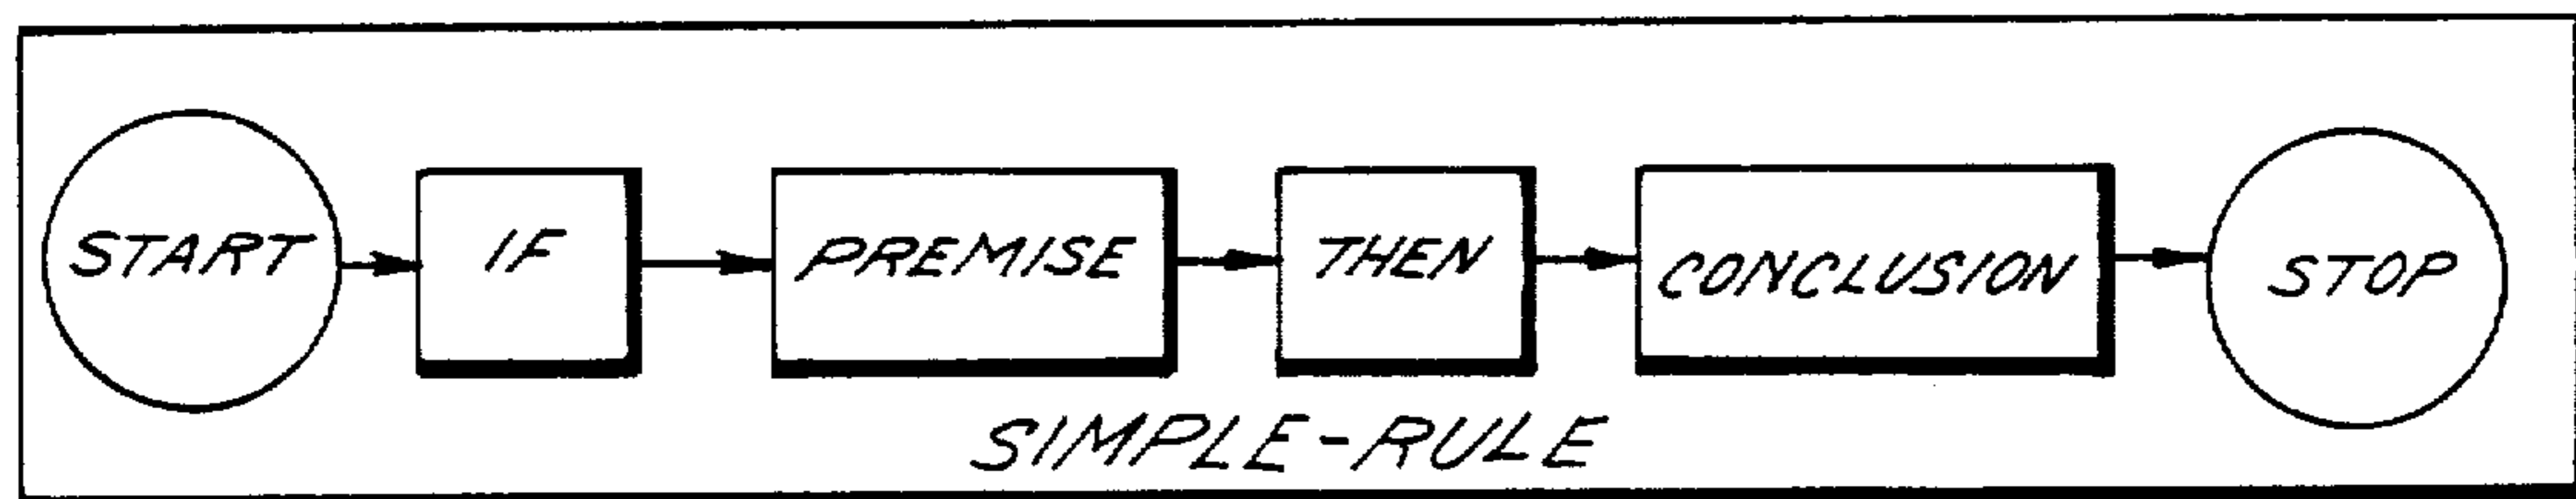 START IF PREMISE THEN CONCLUSION STOP
SIMPLE-RULE